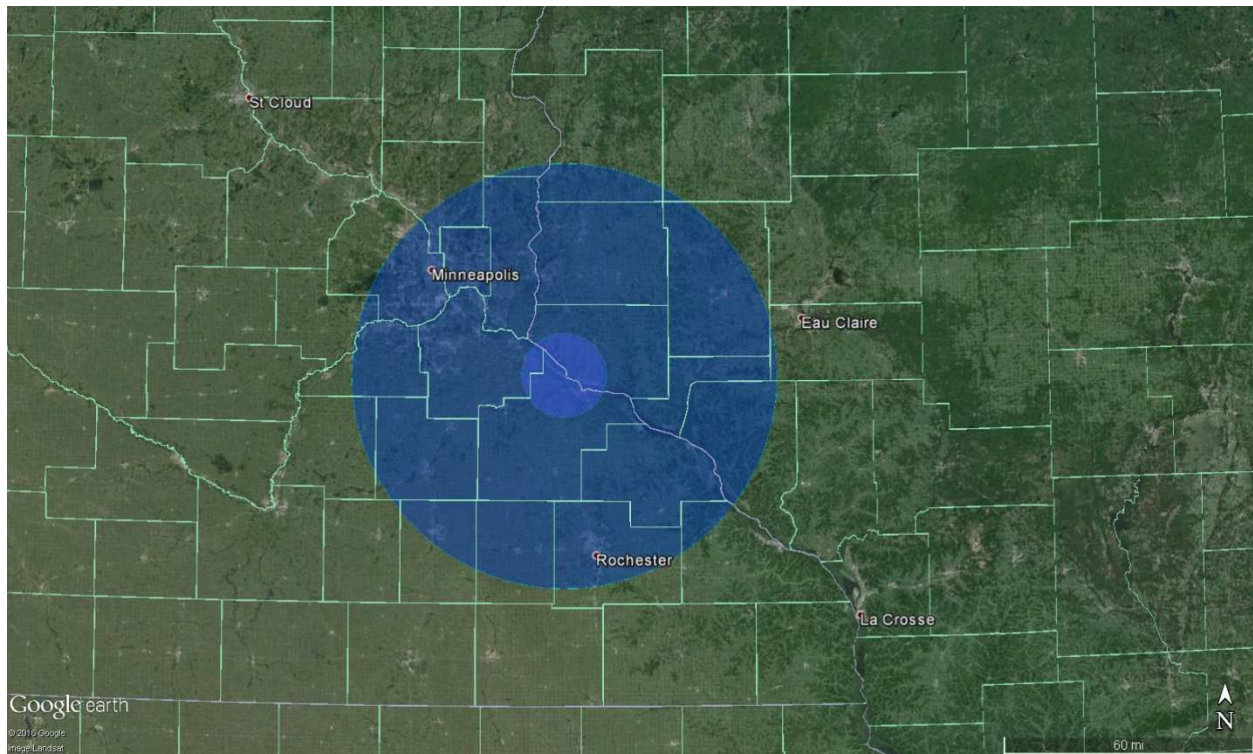 St Cloud
Minneapolis
Eau Claire
Rochester
La Crosse
Google earth
© 2016 Google
Image Landsat
N
60 mi